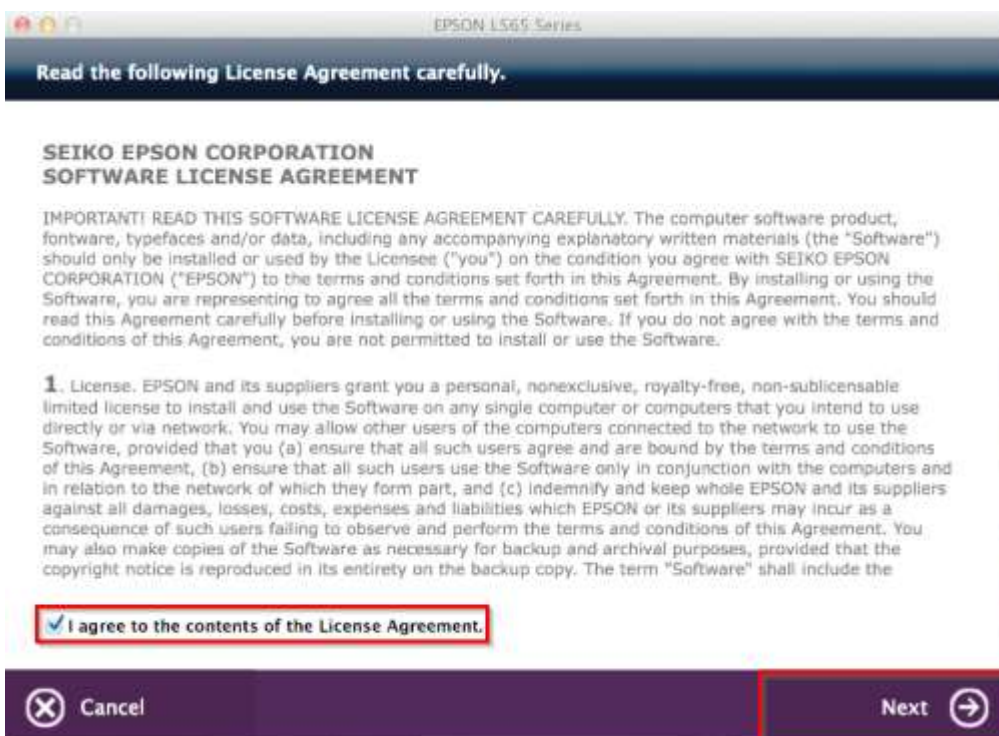 EPSON L565 Series
Read the following License Agreement carefully.
SEIKO EPSON CORPORATION
SOFTWARE LICENSE AGREEMENT
IMPORTANT! READ THIS SOFTWARE LICENSE AGREEMENT CAREFULLY. The computer software product,
fontware, typefaces and/or data, including any accompanying explanatory written materials (the "Software")
should only be installed or used by the Licensee ("you") on the condition you agree with SEIKO EPSON
CORPORATION ("EPSON") to the terms and conditions set forth in this Agreement. By installing or using the
Software, you are representing to agree all the terms and conditions set forth in this Agreement. You should
read this Agreement carefully before installing or using the Software. If you do not agree with the terms and
conditions of this Agreement, you are not permitted to install or use the Software.
1. License. EPSON and its suppliers grant you a personal, nonexclusive, royalty-free, non-sublicensable
limited license to install and use the Software on any single computer or computers that you intend to use
directly or via network. You may allow other users of the computers connected to the network to use the
Software, provided that you (a) ensure that all such users agree and are bound by the terms and conditions
of this Agreement, (b) ensure that all such users use the Software only in conjunction with the computers and
in relation to the network of which they form part, and (c) indemnify and keep whole EPSON and its suppliers
against all damages, losses, costs, expenses and liabilities which EPSON or its suppliers may incur as a
consequence of such users failing to observe and perform the terms and conditions of this Agreement. You
may also make copies of the Software as necessary for backup and archival purposes, provided that the
copyright notice is reproduced in its entirety on the backup copy. The term "Software" shall include the
I agree to the contents of the License Agreement.
Cancel
Next